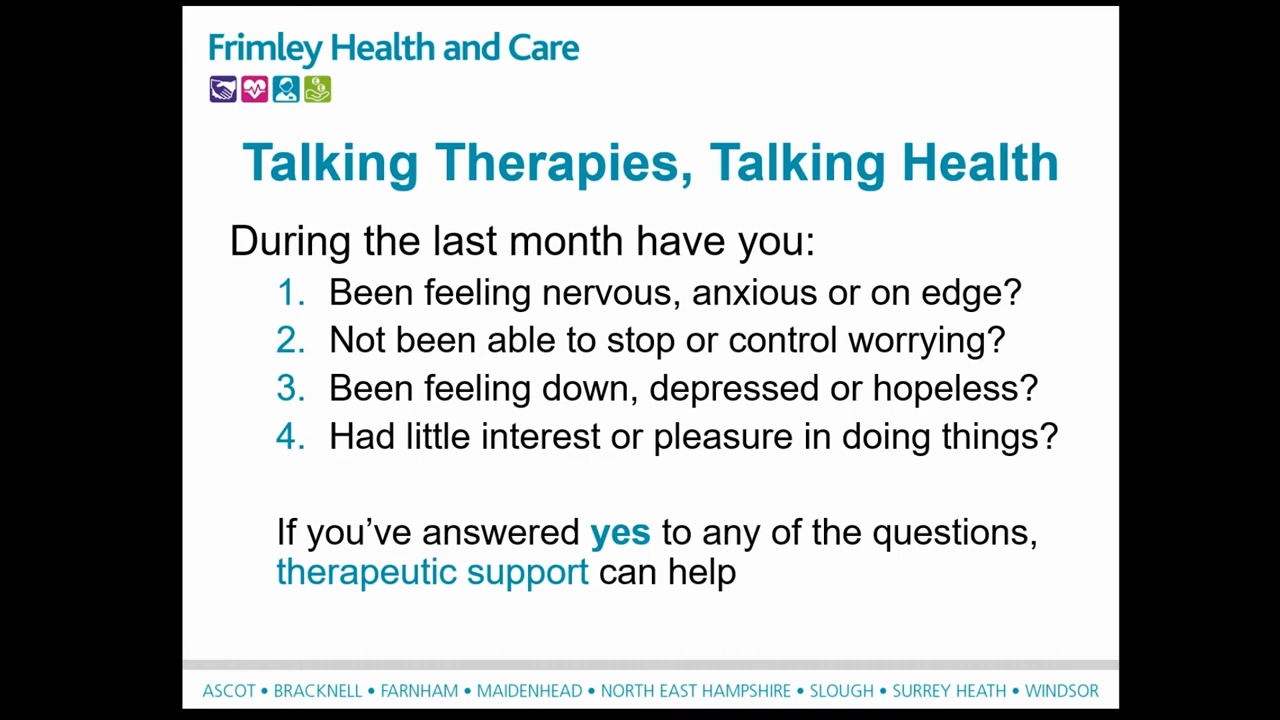 Frimley Health and Care
Talking Therapies, Talking Health
During the last month have you:
1. Been feeling nervous, anxious or on edge?
2. Not been able to stop or control worrying?
3. Been feeling down, depressed or hopeless?
4. Had little interest or pleasure in doing things?
If you’ve answered yes to any of the questions,
therapeutic support can help
ASCOT • BRACKNELL • FARNHAM • MAIDENHEAD • NORTH EAST HAMPSHIRE • SLOUGH • SURREY HEATH • WINDSOR